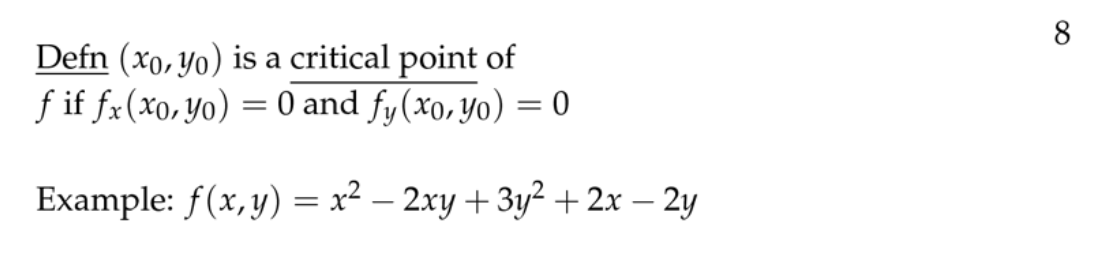 8
Defn (x₀, y₀) is a critical point of
f if fₓ(x₀, y₀) = 0 and f_y(x₀, y₀) = 0
Example: f(x, y) = x² − 2xy + 3y² + 2x − 2y